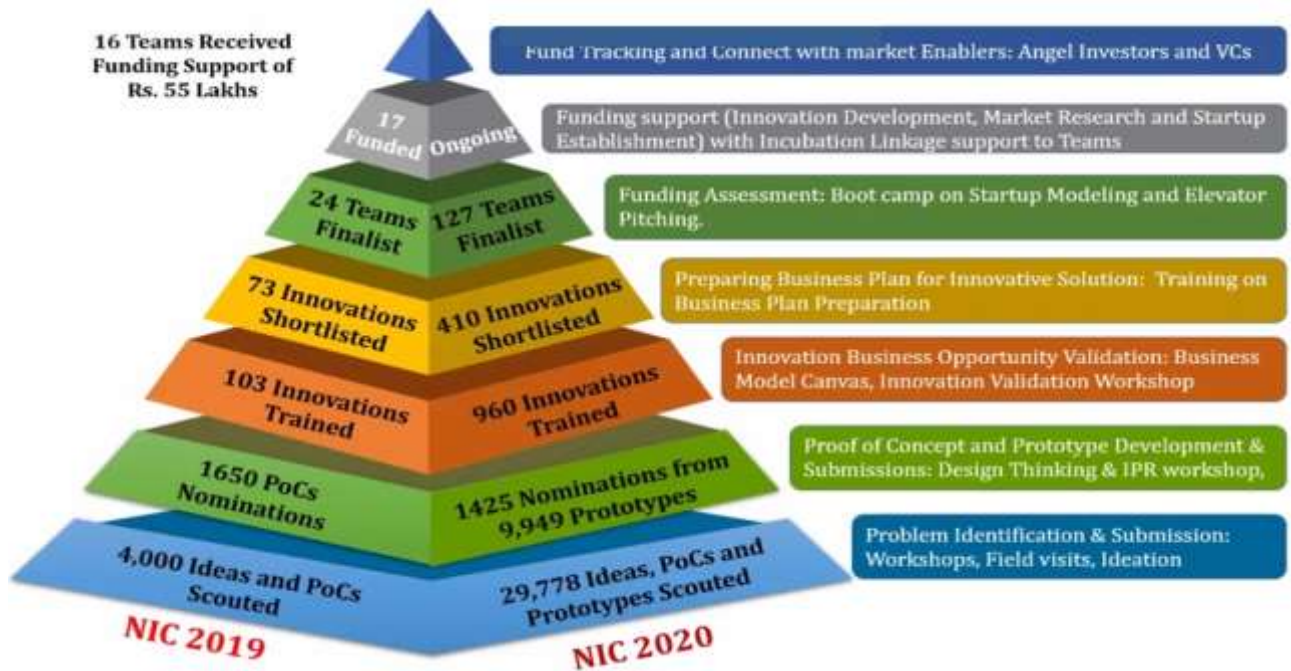 16 Teams Received
Funding Support of
Rs. 55 Lakhs
Fund Tracking and Connect with market Enablers: Angel Investors and VCs
17
Funded
Ongoing
Funding support (Innovation Development, Market Research and Startup
Establishment) with Incubation Linkage support to Teams
24 Teams
Finalist
127 Teams
Finalist
Funding Assessment: Boot camp on Startup Modeling and Elevator
Pitching.
73 Innovations
Shortlisted
410 Innovations
Shortlisted
Preparing Business Plan for Innovative Solution: Training on
Business Plan Preparation
103 Innovations
Trained
960 Innovations
Trained
Innovation Business Opportunity Validation: Business
Model Canvas, Innovation Validation Workshop
1650 PoCs
Nominations
1425 Nominations from
9,949 Prototypes
Proof of Concept and Prototype Development &
Submissions: Design Thinking & IPR workshop,
4,000 Ideas and PoCs
Scouted
29,778 Ideas, PoCs and
Prototypes Scouted
Problem Identification & Submission:
Workshops, Field visits, Ideation
NIC 2019
NIC 2020